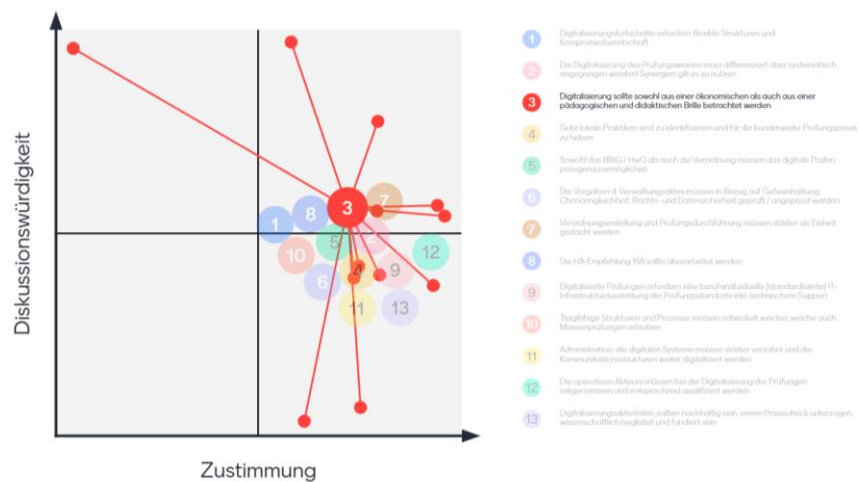 Diskussionswürdigkeit
Zustimmung
1
2
3
4
5
6
7
8
9
10
11
12
13
1
Digitalisierungsfortschritte erfordern flexible Strukturen und
Kompromissbereitschaft
2
Die Digitalisierung des Prüfungswesens muss differenziert aber systematisch
angegangen werden! Synergien gilt es zu nutzen
3
Digitalisierung sollte sowohl aus einer ökonomischen als auch aus einer
pädagogischen und didaktischen Brille betrachtet werden
4
Gute lokale Praktiken sind zu identifizieren und für die bundesweite Prüfungspraxis
zu heben
5
Sowohl das BBiG / HwO als auch die Verordnung müssen das digitale Prüfen
passgenau ermöglichen
6
Die Vorgaben d. Verwaltungsaktes müssen in Bezug auf Geheimhaltung,
Chancengleichheit, Rechts- und Datensicherheit geprüft / angepasst werden
7
Verordnungserstellung und Prüfungsdurchführung müssen stärker als Einheit
gedacht werden
8
Die HA-Empfehlung 158 sollte überarbeitet werden
9
Digitalisierte Prüfungen erfordern eine berufsindividuelle (standardisierte) IT-
Infrastrukturausstattung der Prüfungsstandorte inkl. technischem Support
10
Tragfähige Strukturen und Prozesse müssen entwickelt werden, welche auch
Massenprüfungen erlauben
11
Administration: die digitalen Systeme müssen stärker verzahnt und die
Kommunikationsstrukturen weiter digitalisiert werden
12
Die operativen Akteure müssen bei der Digitalisierung der Prüfungen
mitgenommen und entsprechend qualifiziert werden
13
Digitalisierungsaktivitäten sollten nachhaltig sein, einem Praxischeck unterzogen,
wissenschaftlich begleitet und fundiert sein